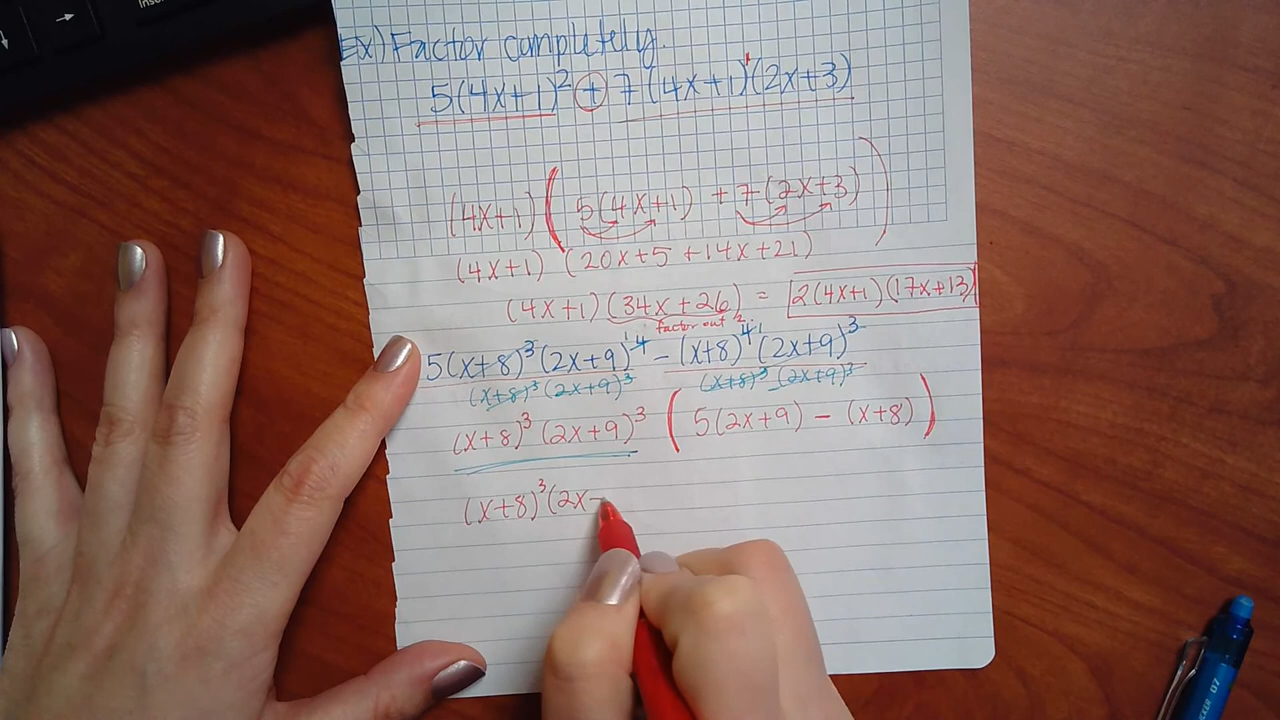 Ex) Factor completely.
5(4x+1)² + 7(4x+1)¹(2x+3)
(4x+1)(5(4x+1) + 7(2x+3))
(4x+1) (20x+5 +14x+21)
(4x+1)(34x+26) = 2(4x+1)(17x+13)
factor out 2.
5(x+8)³(2x+9)⁴ - (x+8)⁴(2x+9)³
(x+8)³(2x+9)³ (x+8)³(2x+9)³
(x+8)³(2x+9)³ (5(2x+9) - (x+8))
(x+8)³(2x